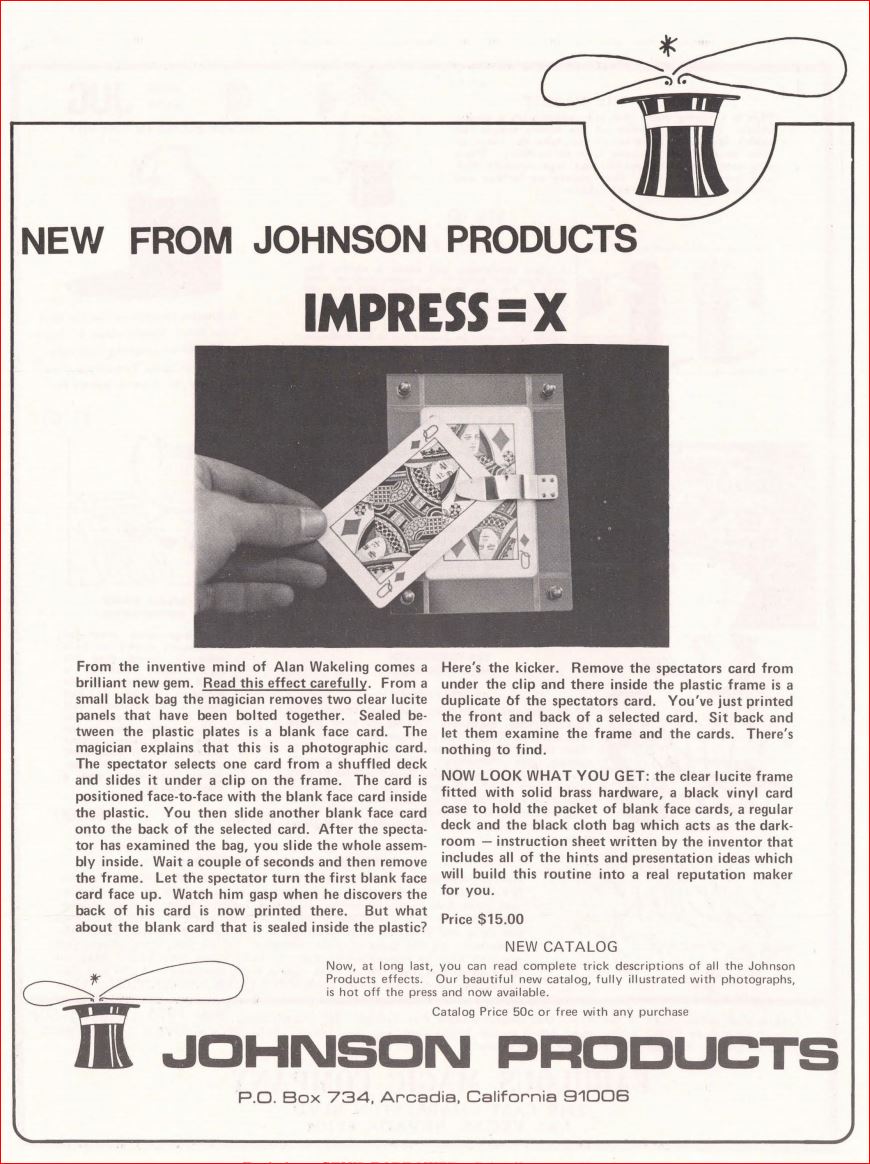 NEW FROM JOHNSON PRODUCTS
IMPRESS=X
From the inventive mind of Alan Wakeling comes a
brilliant new gem. Read this effect carefully. From a
small black bag the magician removes two clear lucite
panels that have been bolted together. Sealed be-
tween the plastic plates is a blank face card. The
magician explains that this is a photographic card.
The spectator selects one card from a shuffled deck
and slides it under a clip on the frame. The card is
positioned face-to-face with the blank face card inside
the plastic. You then slide another blank face card
onto the back of the selected card. After the specta-
tor has examined the bag, you slide the whole assem-
bly inside. Wait a couple of seconds and then remove
the frame. Let the spectator turn the first blank face
card face up. Watch him gasp when he discovers the
back of his card is now printed there. But what
about the blank card that is sealed inside the plastic?
Here's the kicker. Remove the spectators card from
under the clip and there inside the plastic frame is a
duplicate of the spectators card. You've just printed
the front and back of a selected card. Sit back and
let them examine the frame and the cards. There's
nothing to find.
NOW LOOK WHAT YOU GET: the clear lucite frame
fitted with solid brass hardware, a black vinyl card
case to hold the packet of blank face cards, a regular
deck and the black cloth bag which acts as the dark-
room — instruction sheet written by the inventor that
includes all of the hints and presentation ideas which
will build this routine into a real reputation maker
for you.
Price $15.00
NEW CATALOG
Now, at long last, you can read complete trick descriptions of all the Johnson
Products effects. Our beautiful new catalog, fully illustrated with photographs,
is hot off the press and now available.
Catalog Price 50c or free with any purchase
JOHNSON PRODUCTS
P.O. Box 734, Arcadia, California 91006